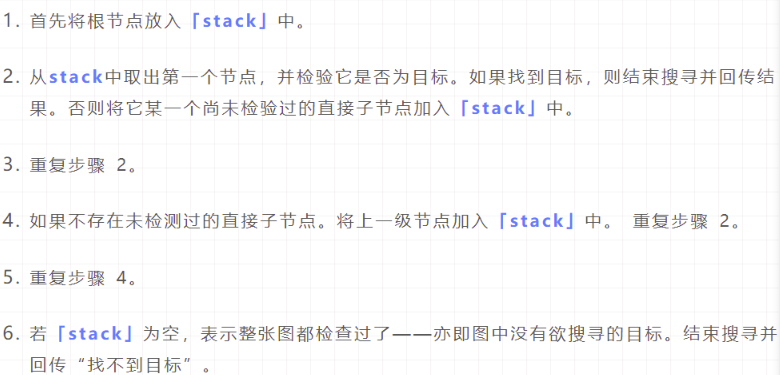 1. 首先将根节点放入「stack」中。
2. 从stack中取出第一个节点，并检验它是否为目标。如果找到目标，则结束搜寻并回传结
果。否则将它某一个尚未检验过的直接子节点加入「stack」中。
3. 重复步骤 2。
4. 如果不存在未检测过的直接子节点。将上一级节点加入「stack」中。 重复步骤 2。
5. 重复步骤 4。
6. 若「stack」为空，表示整张图都检查过了——亦即图中没有欲搜寻的目标。结束搜寻并
回传“找不到目标”。